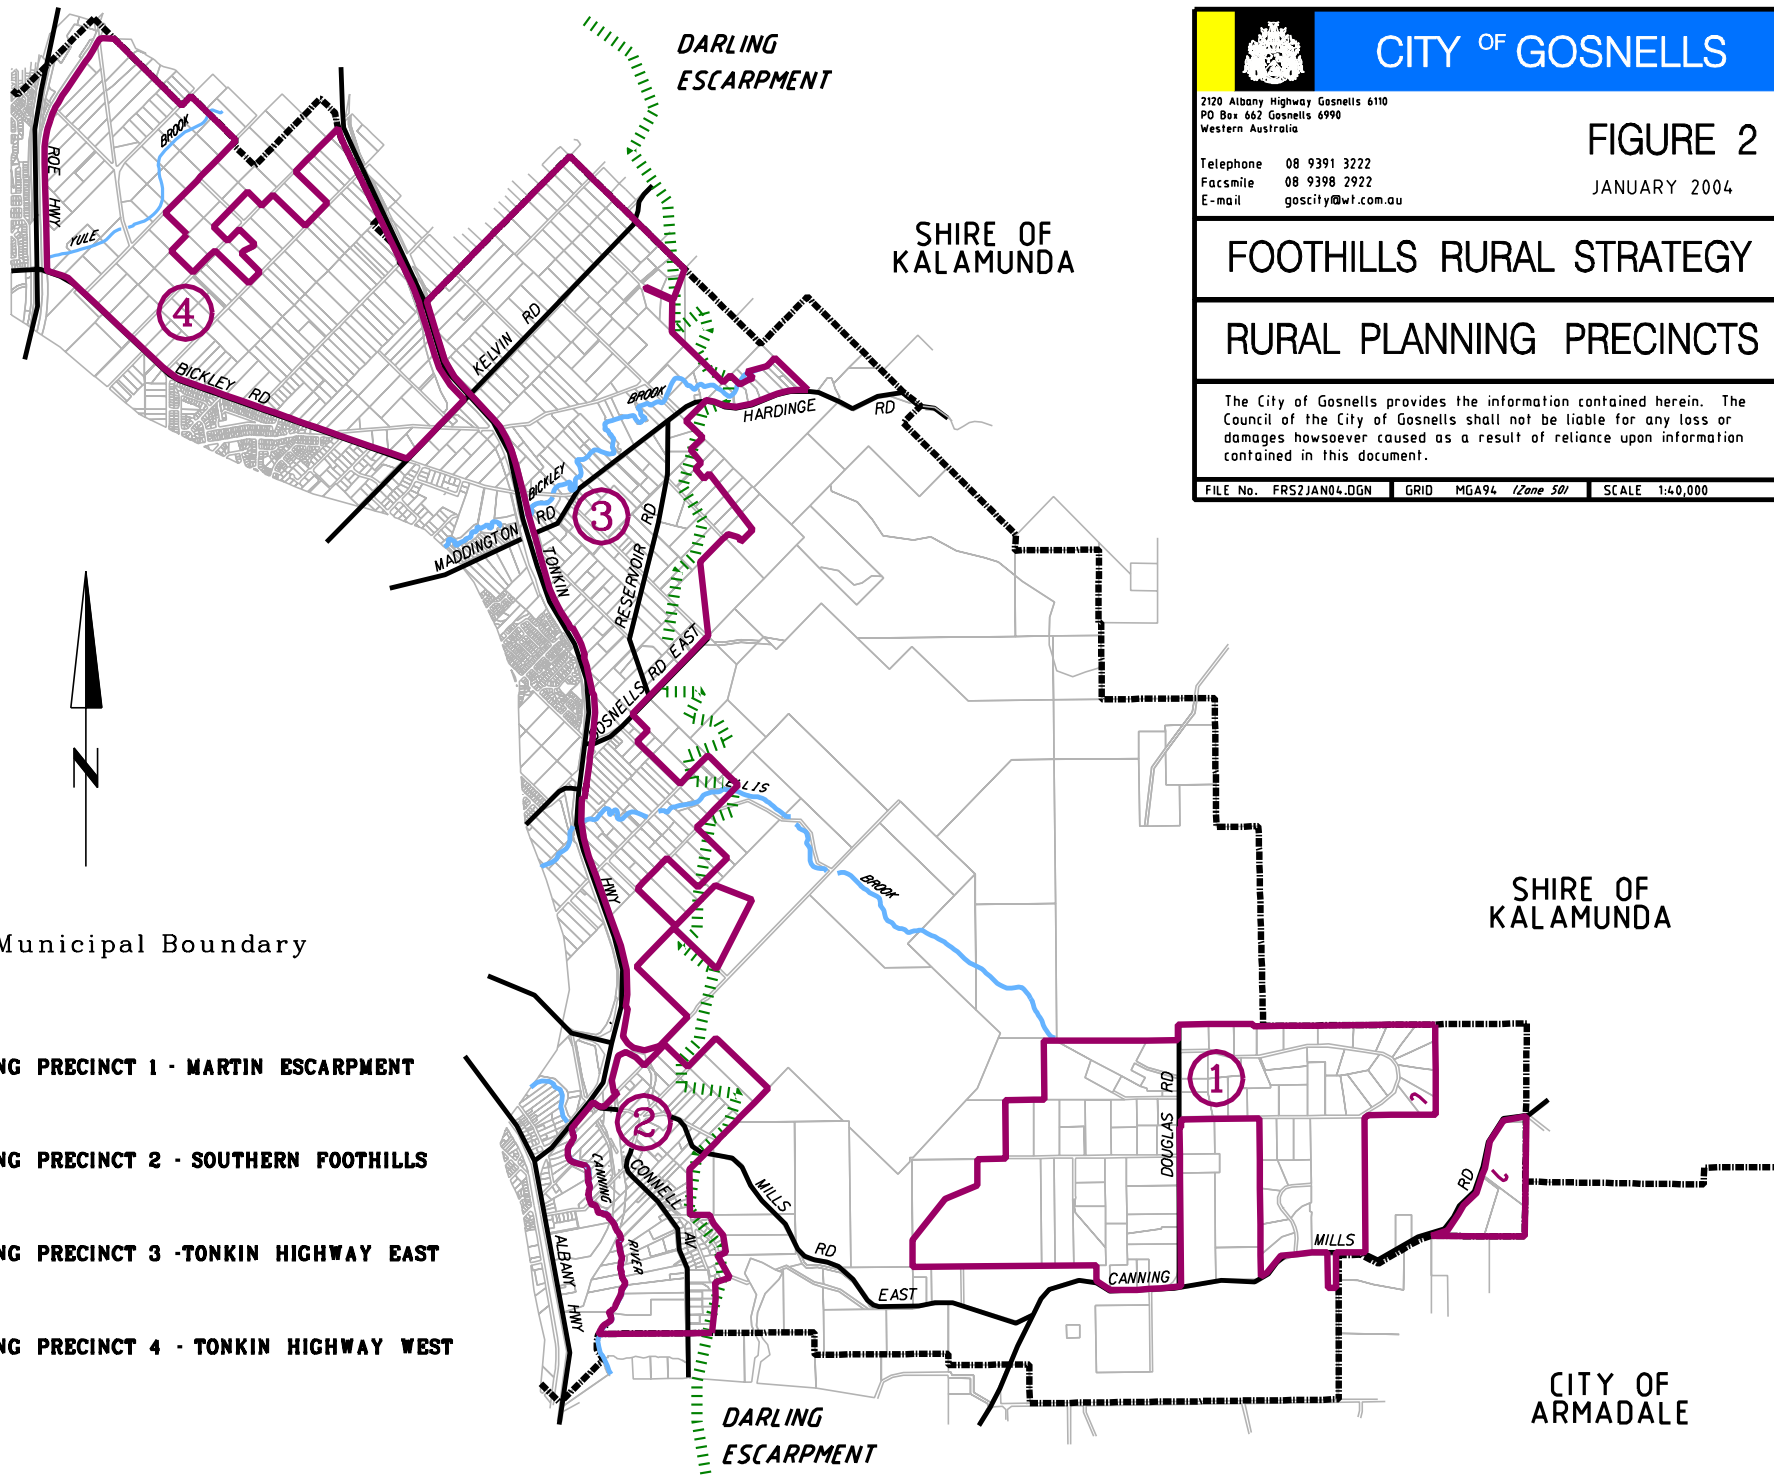 DARLING
ESCARPMENT
CITY OF GOSNELLS
2120 Albany Highway Gosnells 6110
PO Box 662 Gosnells 6990
Western Australia
Telephone 08 9391 3222
Facsmile 08 9398 2922
E-mail goscity@wt.com.au
FIGURE 2
JANUARY 2004
FOOTHILLS RURAL STRATEGY
RURAL PLANNING PRECINCTS
The City of Gosnells provides the information contained herein. The
Council of the City of Gosnells shall not be liable for any loss or
damages howsoever caused as a result of reliance upon information
contained in this document.
FILE No. FRS2JAN04.DGN GRID MGA94 (Zone 50) SCALE 1:40,000
SHIRE OF
KALAMUNDA
ROE HWY
YULE
BROOK
4
BICKLEY RD
KELVIN RD
BROOK
HARDINGE RD
BICKLEY
3
MADDINGTON RD
TONKIN
RESERVOIR RD
GOSNELLS RD EAST
N
ELLIS
BROOK
HWY
SHIRE OF
KALAMUNDA
Municipal Boundary
NG PRECINCT 1 - MARTIN ESCARPMENT
NG PRECINCT 2 - SOUTHERN FOOTHILLS
NG PRECINCT 3 -TONKIN HIGHWAY EAST
NG PRECINCT 4 - TONKIN HIGHWAY WEST
1
2
DOUGLAS RD
CANNING
RIVER
CONNELL AV
MILLS
RD
EAST
ALBANY HWY
CANNING
MILLS
RD
CITY OF
ARMADALE
DARLING
ESCARPMENT